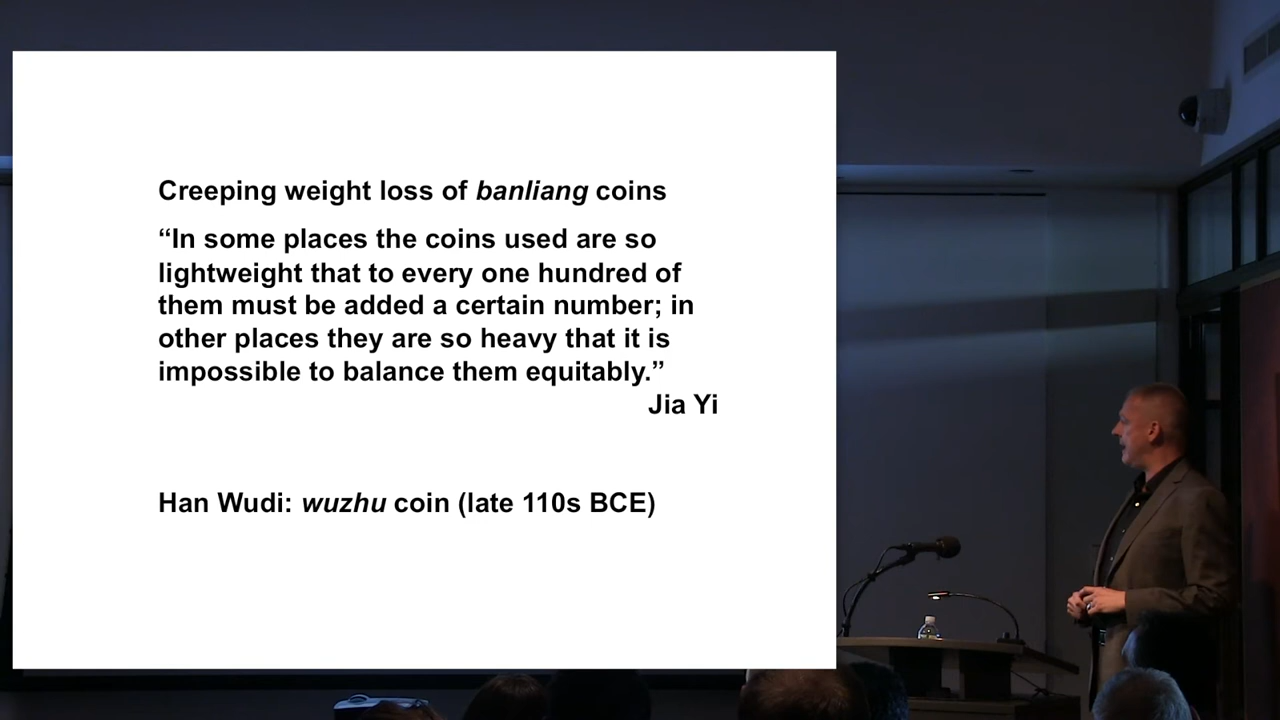 Creeping weight loss of banliang coins
“In some places the coins used are so
lightweight that to every one hundred of
them must be added a certain number; in
other places they are so heavy that it is
impossible to balance them equitably.”
Jia Yi
Han Wudi: wuzhu coin (late 110s BCE)